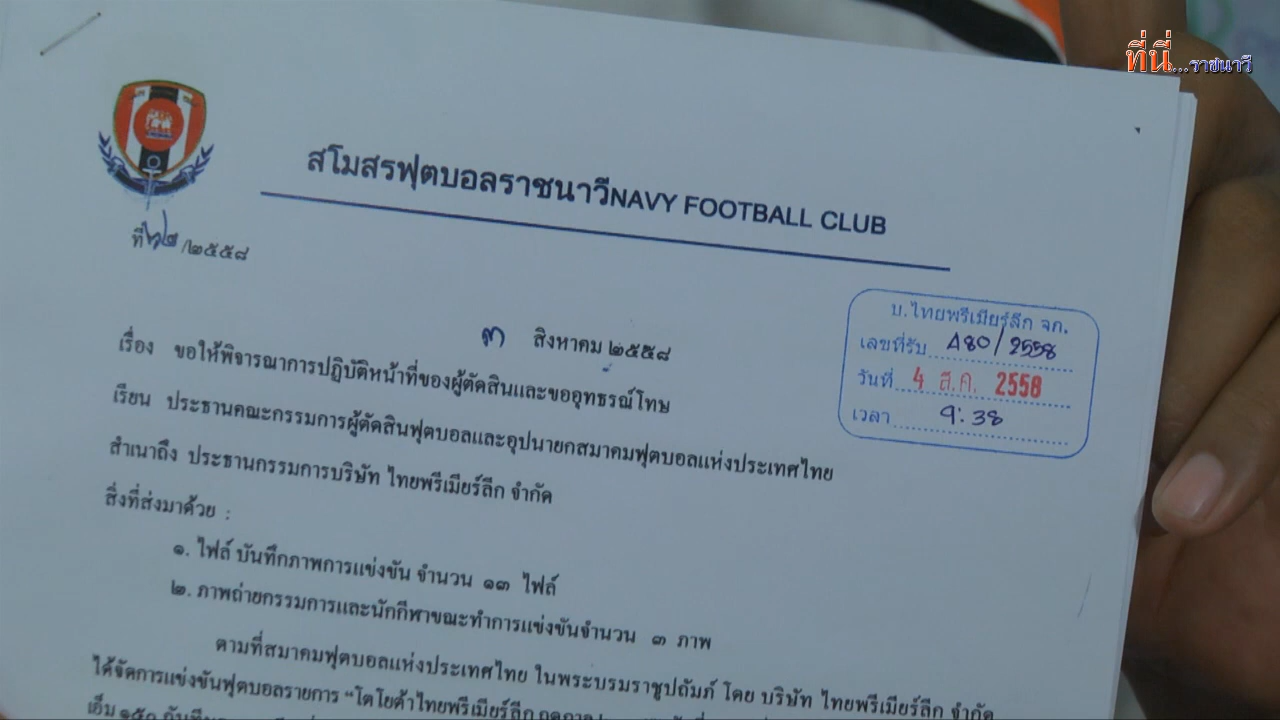 ที่นี่...ราชนาวี
สโมสรฟุตบอลราชนาวีNAVY FOOTBALL CLUB
ที่ /๒๕๕๘
๓ สิงหาคม ๒๕๕๘
บ.ไทยพรีเมียร์ลีก จก.
เลขที่รับ A80/2558
วันที่ 4 ส.ค. 2558
เวลา 9:38
เรื่อง ขอให้พิจารณาการปฏิบัติหน้าที่ของผู้ตัดสินและขออุทธรณ์โทษ
เรียน ประธานคณะกรรมการผู้ตัดสินฟุตบอลและอุปนายกสมาคมฟุตบอลแห่งประเทศไทย
สำเนาถึง ประธานกรรมการบริษัท ไทยพรีเมียร์ลีก จำกัด
สิ่งที่ส่งมาด้วย :
๑. ไฟล์ บันทึกภาพการแข่งขัน จำนวน ๑๓ ไฟล์
๒. ภาพถ่ายกรรมการและนักกีฬาขณะทำการแข่งขันจำนวน ๓ ภาพ
ตามที่สมาคมฟุตบอลแห่งประเทศไทย ในพระบรมราชูปถัมภ์ โดย บริษัท ไทยพรีเมียร์ลีก จำกัด
ได้จัดการแข่งขันฟุตบอลรายการ “โตโยต้าไทยพรีเมียร์ลีก
เอ็ม ๑๕๐